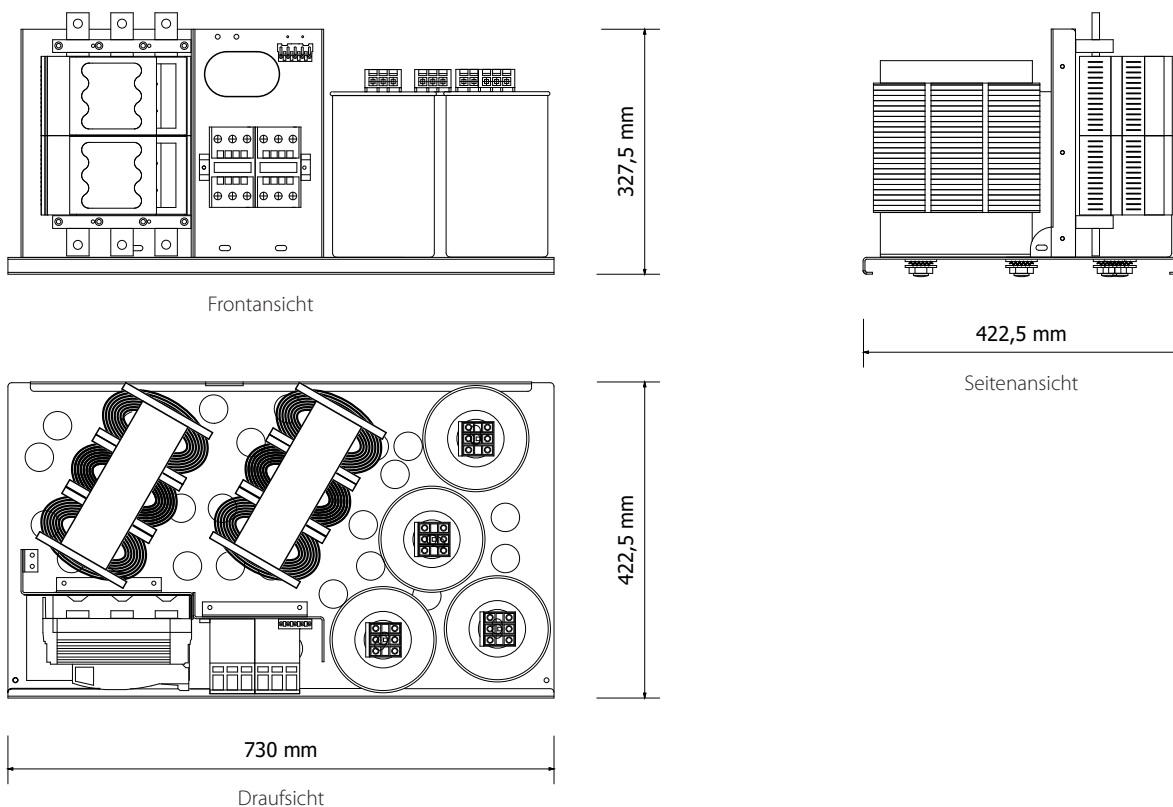 327,5 mm
Frontansicht
422,5 mm
Seitenansicht
422,5 mm
730 mm
Draufsicht